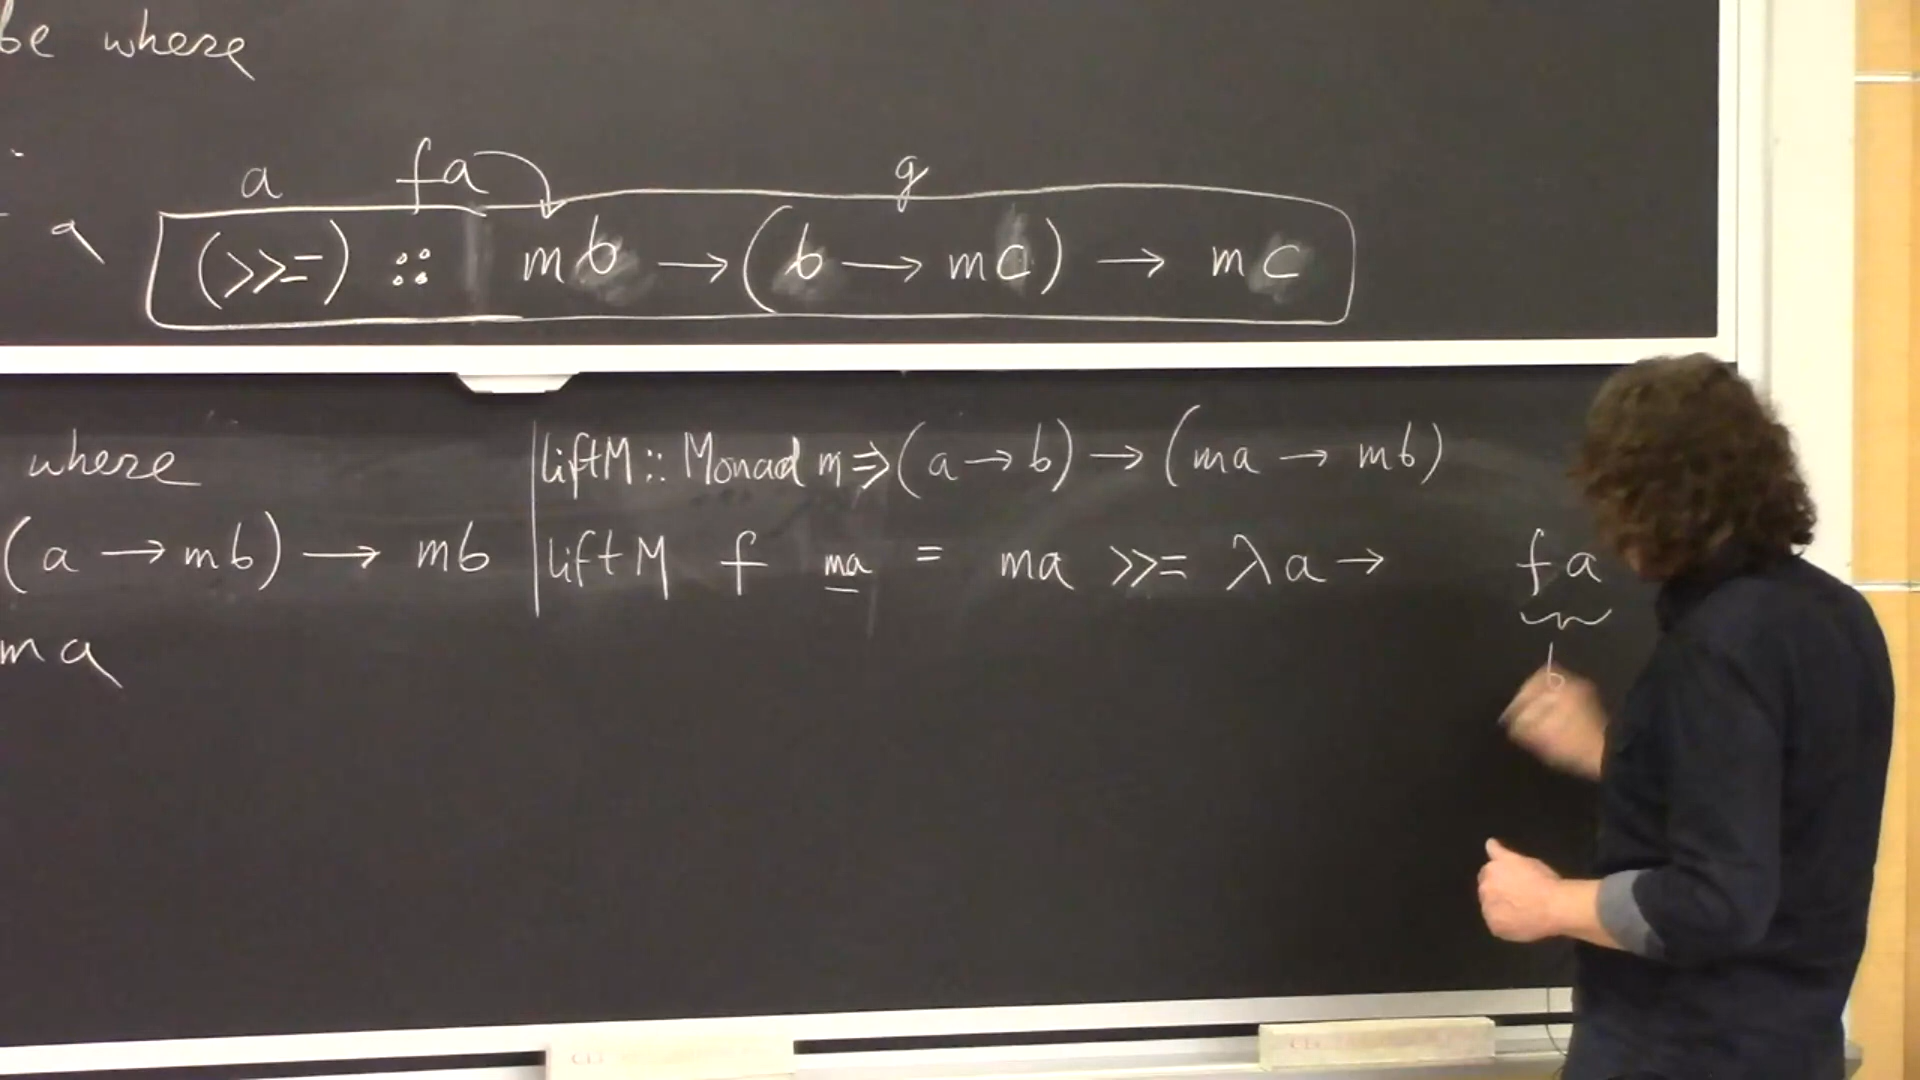 be where
a fa g
a (>>=) :: mb → (b → mc) → mc
where
(a → mb) → mb
ma
liftM :: Monad m ⇒ (a → b) → (ma → mb)
liftM f ma = ma >>= λa → fa
b